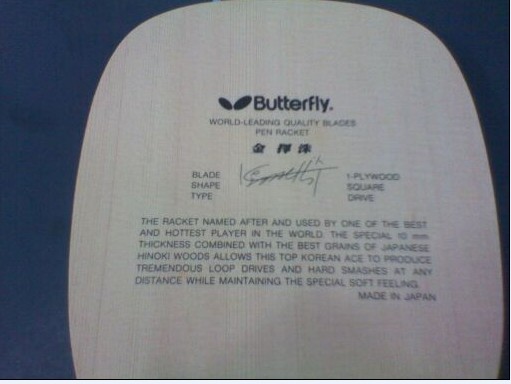 Butterfly.
WORLD-LEADING QUALITY BLADES
PEN RACKET
金 擇 洙
BLADE 1-PLYWOOD
SHAPE SQUARE
TYPE DRIVE
THE RACKET NAMED AFTER AND USED BY ONE OF THE BEST
AND HOTTEST PLAYER IN THE WORLD. THE SPECIAL 10 mm
THICKNESS COMBINED WITH THE BEST GRAINS OF JAPANESE
HINOKI WOODS ALLOWS THIS TOP KOREAN ACE TO PRODUCE
TREMENDOUS LOOP DRIVES AND HARD SMASHES AT ANY
DISTANCE WHILE MAINTAINING THE SPECIAL SOFT FEELING.
MADE IN JAPAN